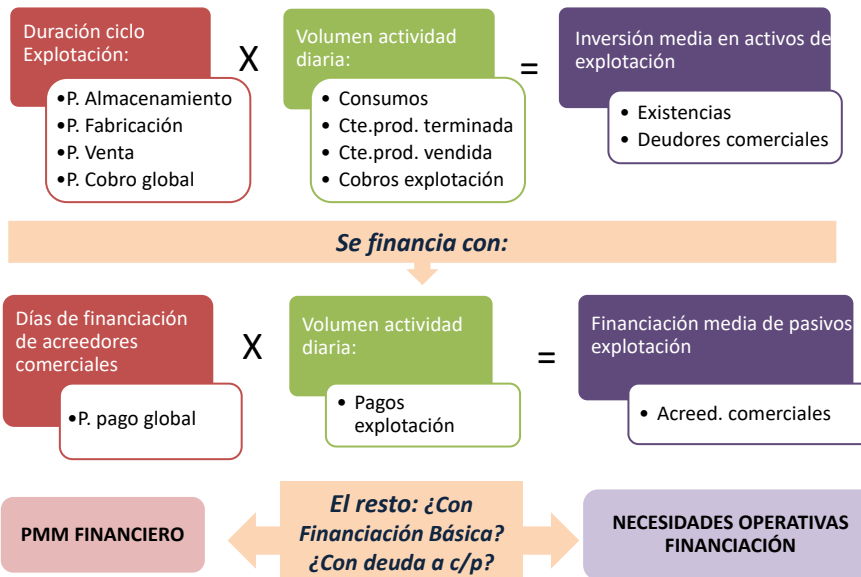 Duración ciclo
Explotación:
•P. Almacenamiento
•P. Fabricación
•P. Venta
•P. Cobro global
X
Volumen actividad
diaria:
• Consumos
• Cte.prod. terminada
• Cte.prod. vendida
• Cobros explotación
=
Inversión media en activos de
explotación
• Existencias
• Deudores comerciales
Se financia con:
Días de financiación
de acreedores
comerciales
•P. pago global
X
Volumen actividad
diaria:
• Pagos
explotación
=
Financiación media de pasivos
explotación
• Acreed. comerciales
PMM FINANCIERO
El resto: ¿Con
Financiación Básica?
¿Con deuda a c/p?
NECESIDADES OPERATIVAS
FINANCIACIÓN